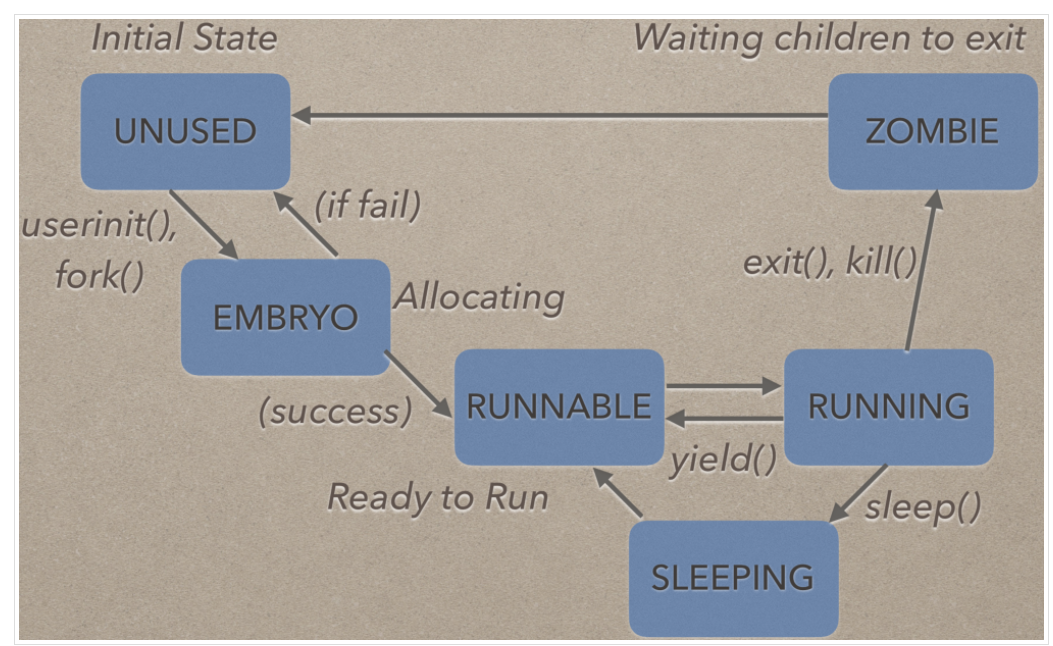 Initial State
Waiting children to exit
UNUSED
ZOMBIE
(if fail)
userinit(),
fork()
exit(), kill()
EMBRYO
Allocating
(success)
RUNNABLE
RUNNING
yield()
Ready to Run
sleep()
SLEEPING